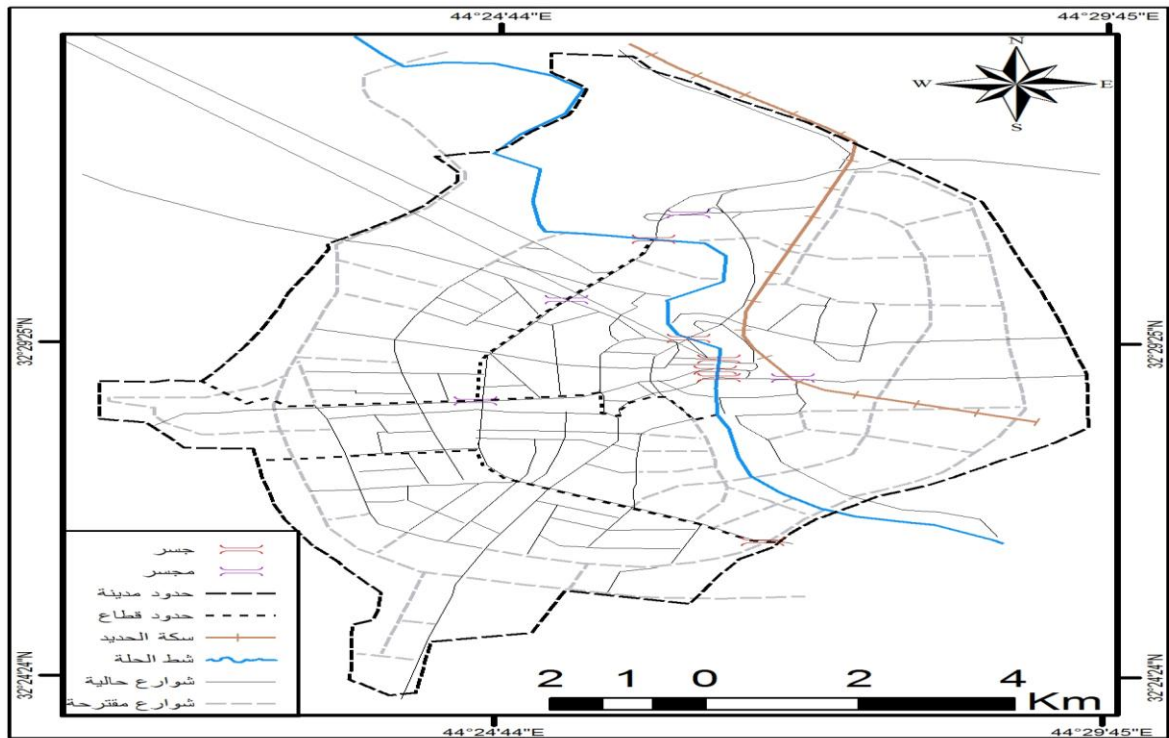 44°24'44"E 44°29'45"E
N
W E
S
32°29'25"N 32°29'25"N
جسر
مجسر
حدود مدينة
حدود قطاع
سكة الحديد
شط الحلة
شوارع حالية
شوارع مقترحة
32°24'24"N 32°24'24"N
2 1 0 2 4
Km
44°24'44"E 44°29'45"E